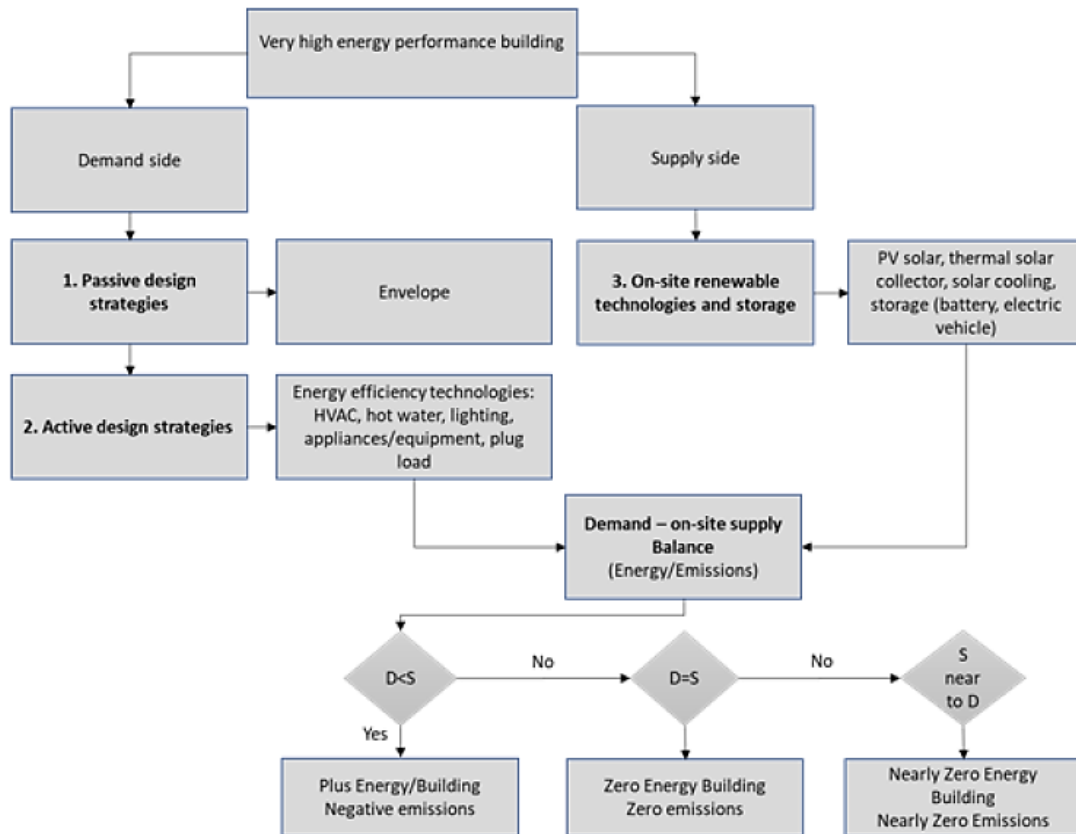 Very high energy performance building
Demand side
Supply side
1. Passive design
strategies
Envelope
3. On-site renewable
technologies and storage
PV solar, thermal solar
collector, solar cooling,
storage (battery, electric
vehicle)
2. Active design strategies
Energy efficiency technologies:
HVAC, hot water, lighting,
appliances/equipment, plug
load
Demand – on-site supply
Balance
(Energy/Emissions)
D<S
No
D=S
No
S
near
to D
Yes
Plus Energy/Building
Negative emissions
Zero Energy Building
Zero emissions
Nearly Zero Energy
Building
Nearly Zero Emissions